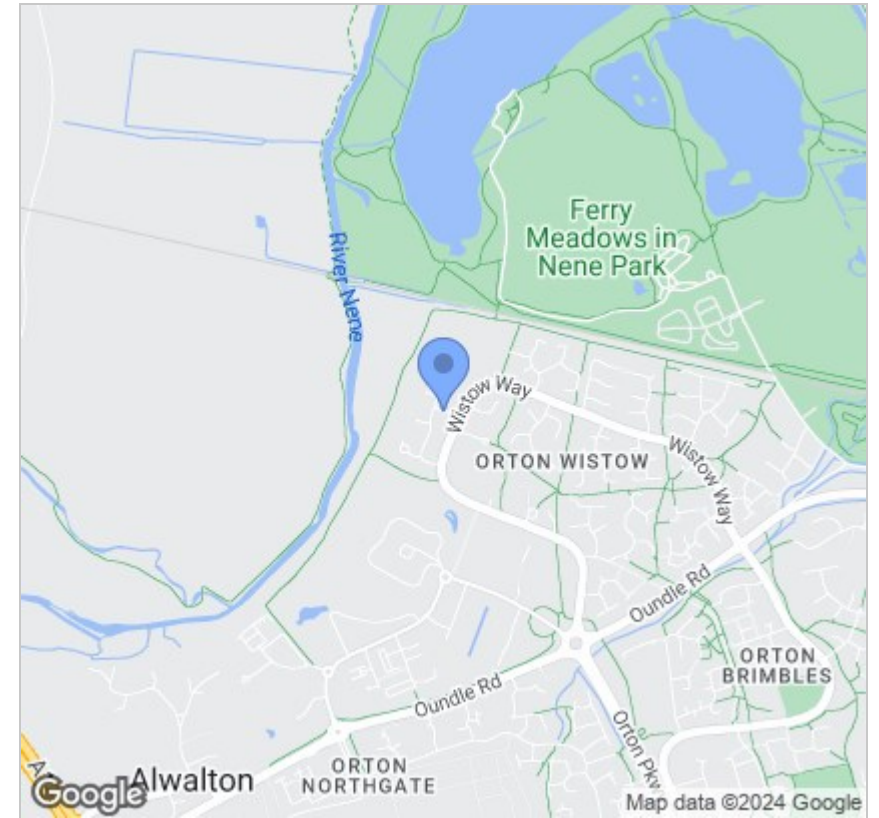 Ferry
Meadows in
Nene Park
River Nene
Wistow Way
ORTON WISTOW
Wistow Way
Oundle Rd
ORTON
BRIMBLES
Oundle Rd
Orton Pkwy
Alwalton
ORTON
NORTHGATE
Google
Map data ©2024 Google